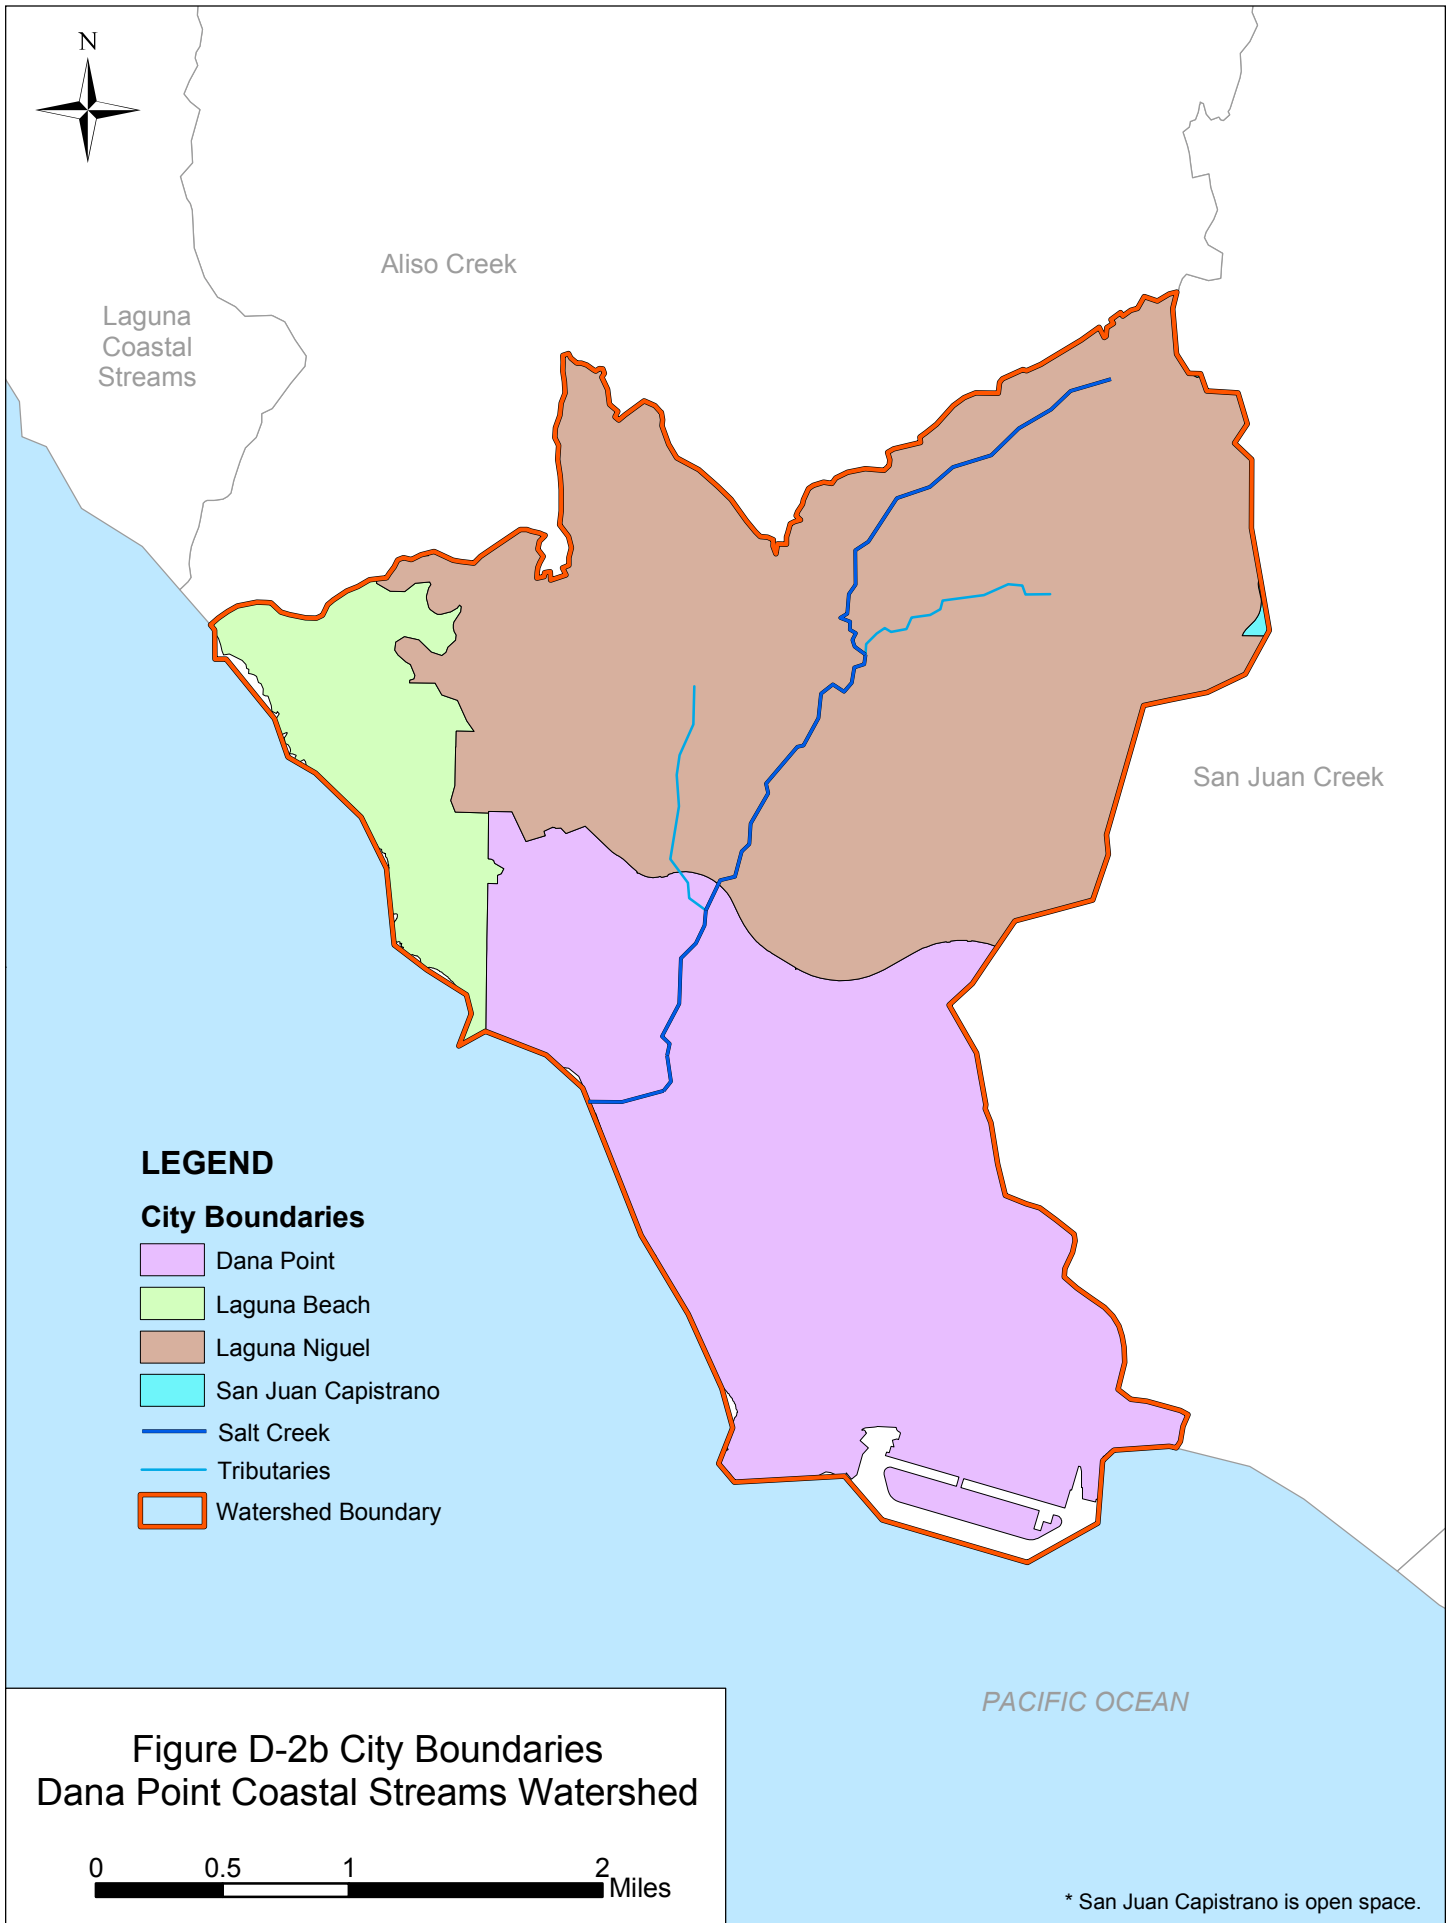 N
Aliso Creek
Laguna
Coastal
Streams
San Juan Creek
LEGEND
City Boundaries
Dana Point
Laguna Beach
Laguna Niguel
San Juan Capistrano
Salt Creek
Tributaries
Watershed Boundary
PACIFIC OCEAN
Figure D-2b City Boundaries
Dana Point Coastal Streams Watershed
0 0.5 1 2
Miles
* San Juan Capistrano is open space.